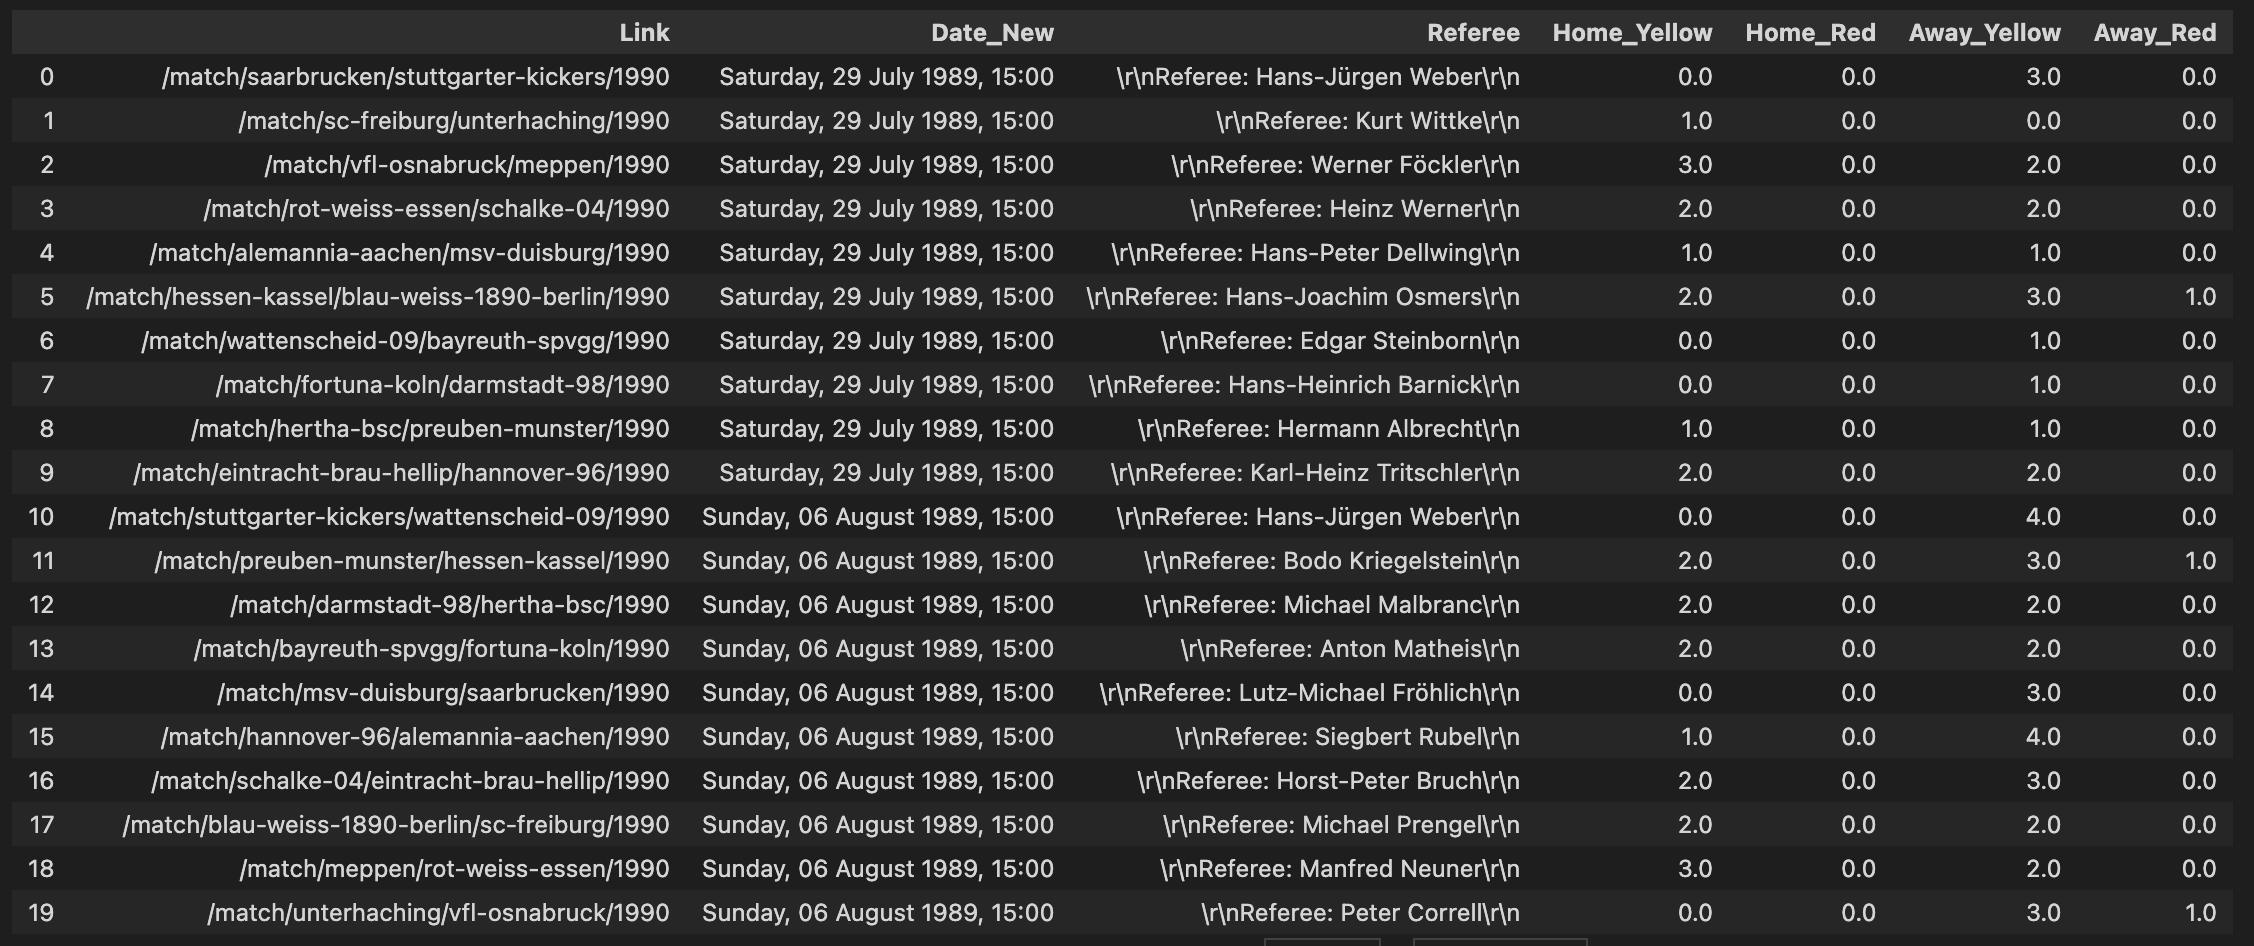 Link Date_New Referee Home_Yellow Home_Red Away_Yellow Away_Red
0 /match/saarbrucken/stuttgarter-kickers/1990 Saturday, 29 July 1989, 15:00 \r\nReferee: Hans-Jürgen Weber\r\n 0.0 0.0 3.0 0.0
1 /match/sc-freiburg/unterhaching/1990 Saturday, 29 July 1989, 15:00 \r\nReferee: Kurt Wittke\r\n 1.0 0.0 0.0 0.0
2 /match/vfl-osnabruck/meppen/1990 Saturday, 29 July 1989, 15:00 \r\nReferee: Werner Föckler\r\n 3.0 0.0 2.0 0.0
3 /match/rot-weiss-essen/schalke-04/1990 Saturday, 29 July 1989, 15:00 \r\nReferee: Heinz Werner\r\n 2.0 0.0 2.0 0.0
4 /match/alemannia-aachen/msv-duisburg/1990 Saturday, 29 July 1989, 15:00 \r\nReferee: Hans-Peter Dellwing\r\n 1.0 0.0 1.0 0.0
5 /match/hessen-kassel/blau-weiss-1890-berlin/1990 Saturday, 29 July 1989, 15:00 \r\nReferee: Hans-Joachim Osmers\r\n 2.0 0.0 3.0 1.0
6 /match/wattenscheid-09/bayreuth-spvgg/1990 Saturday, 29 July 1989, 15:00 \r\nReferee: Edgar Steinborn\r\n 0.0 0.0 1.0 0.0
7 /match/fortuna-koln/darmstadt-98/1990 Saturday, 29 July 1989, 15:00 \r\nReferee: Hans-Heinrich Barnick\r\n 0.0 0.0 1.0 0.0
8 /match/hertha-bsc/preuben-munster/1990 Saturday, 29 July 1989, 15:00 \r\nReferee: Hermann Albrecht\r\n 1.0 0.0 1.0 0.0
9 /match/eintracht-brau-hellip/hannover-96/1990 Saturday, 29 July 1989, 15:00 \r\nReferee: Karl-Heinz Tritschler\r\n 2.0 0.0 2.0 0.0
10 /match/stuttgarter-kickers/wattenscheid-09/1990 Sunday, 06 August 1989, 15:00 \r\nReferee: Hans-Jürgen Weber\r\n 0.0 0.0 4.0 0.0
11 /match/preuben-munster/hessen-kassel/1990 Sunday, 06 August 1989, 15:00 \r\nReferee: Bodo Kriegelstein\r\n 2.0 0.0 3.0 1.0
12 /match/darmstadt-98/hertha-bsc/1990 Sunday, 06 August 1989, 15:00 \r\nReferee: Michael Malbranc\r\n 2.0 0.0 2.0 0.0
13 /match/bayreuth-spvgg/fortuna-koln/1990 Sunday, 06 August 1989, 15:00 \r\nReferee: Anton Matheis\r\n 2.0 0.0 2.0 0.0
14 /match/msv-duisburg/saarbrucken/1990 Sunday, 06 August 1989, 15:00 \r\nReferee: Lutz-Michael Fröhlich\r\n 0.0 0.0 3.0 0.0
15 /match/hannover-96/alemannia-aachen/1990 Sunday, 06 August 1989, 15:00 \r\nReferee: Siegbert Rubel\r\n 1.0 0.0 4.0 0.0
16 /match/schalke-04/eintracht-brau-hellip/1990 Sunday, 06 August 1989, 15:00 \r\nReferee: Horst-Peter Bruch\r\n 2.0 0.0 3.0 0.0
17 /match/blau-weiss-1890-berlin/sc-freiburg/1990 Sunday, 06 August 1989, 15:00 \r\nReferee: Michael Prengel\r\n 2.0 0.0 2.0 0.0
18 /match/meppen/rot-weiss-essen/1990 Sunday, 06 August 1989, 15:00 \r\nReferee: Manfred Neuner\r\n 3.0 0.0 2.0 0.0
19 /match/unterhaching/vfl-osnabruck/1990 Sunday, 06 August 1989, 15:00 \r\nReferee: Peter Correll\r\n 0.0 0.0 3.0 1.0